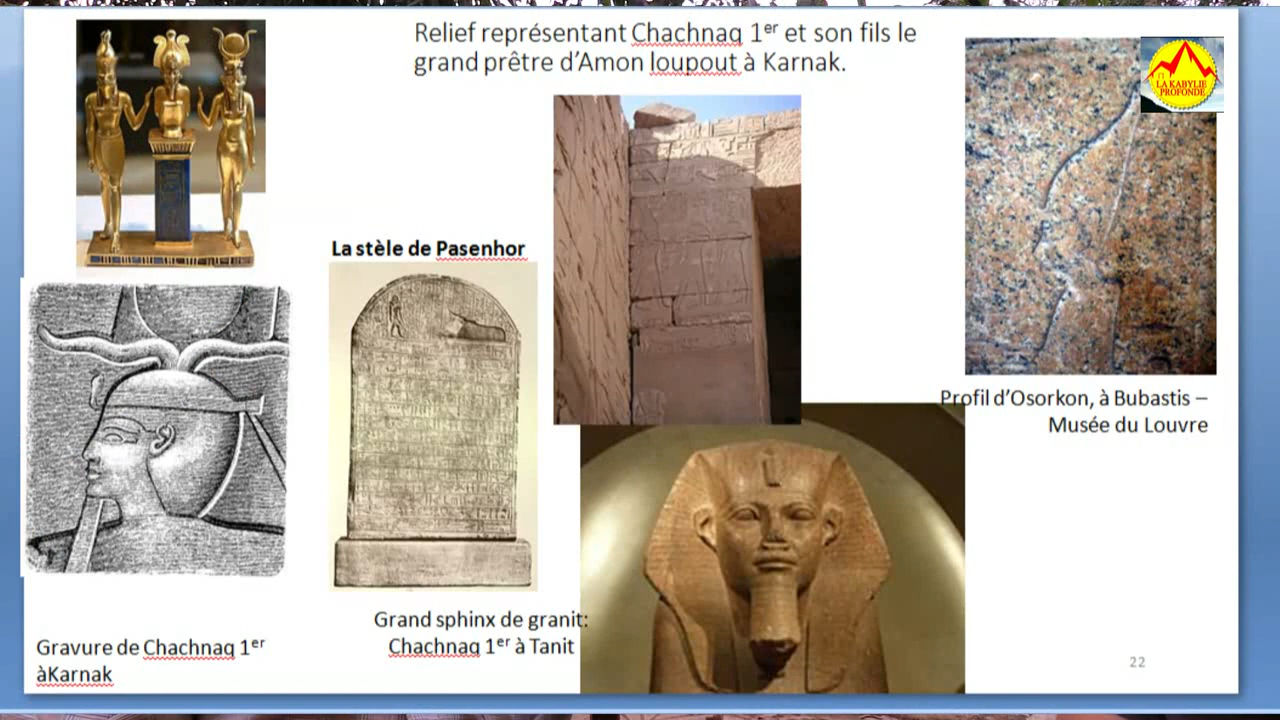 Relief représentant Chachnaq 1er et son fils le
grand prêtre d’Amon loupout à Karnak.
LA KABYLIE
PROFONDE
La stèle de Pasenhor
Profil d’Osorkon, à Bubastis –
Musée du Louvre
Grand sphinx de granit:
Chachnaq 1er à Tanit
Gravure de Chachnaq 1er
àKarnak
22